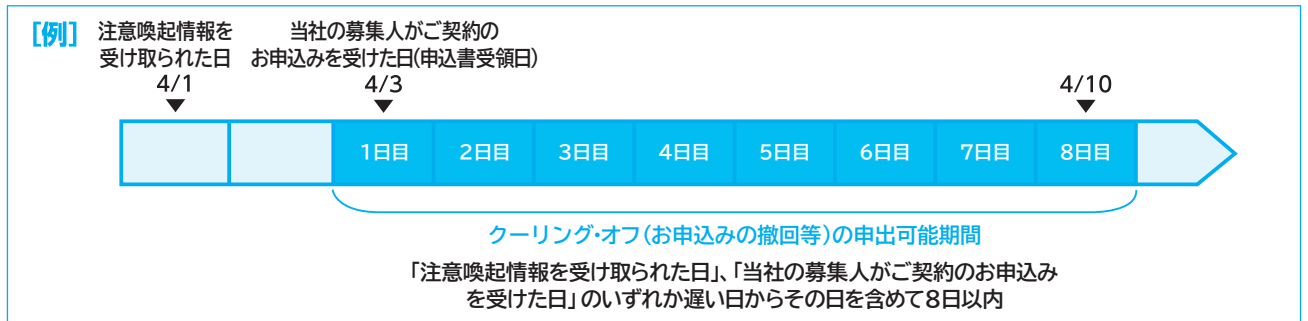 [例]
注意喚起情報を
受け取られた日
4/1
当社の募集人がご契約の
お申込みを受けた日(申込書受領日)
4/3
4/10
1日目 2日目 3日目 4日目 5日目 6日目 7日目 8日目
クーリング・オフ(お申込みの撤回等)の申出可能期間
「注意喚起情報を受け取られた日」、「当社の募集人がご契約のお申込み
を受けた日」のいずれか遅い日からその日を含めて8日以内